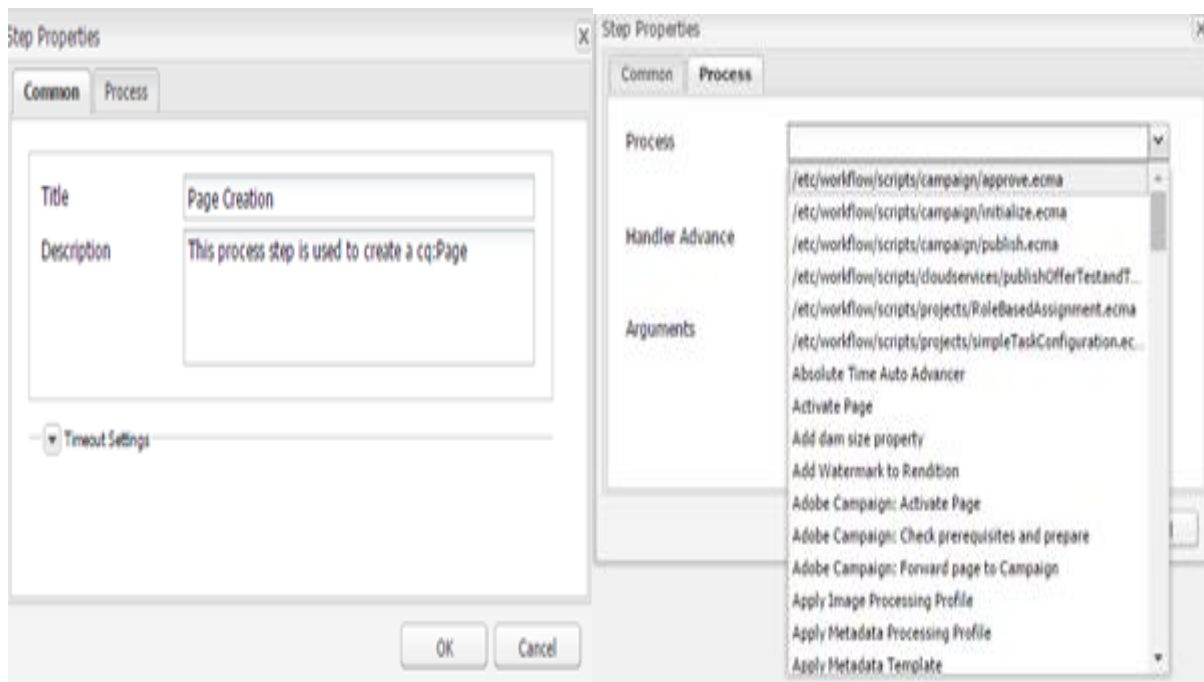 Step Properties
X
Common
Process
Title
Page Creation
Description
This process step is used to create a cq:Page
Timeout Settings
OK
Cancel
Step Properties
Common
Process
Process
/etc/workflow/scripts/campaign/approve.ecma
/etc/workflow/scripts/campaign/initialize.ecma
/etc/workflow/scripts/campaign/publish.ecma
Handler Advance
/etc/workflow/scripts/cloudservices/publishOfferTestandT...
/etc/workflow/scripts/projects/RoleBasedAssignment.ecma
Arguments
/etc/workflow/scripts/projects/simpleTaskConfiguration.ec...
Absolute Time Auto Advancer
Activate Page
Add dam size property
Add Watermark to Rendition
Adobe Campaign: Activate Page
Adobe Campaign: Check prerequisites and prepare
Adobe Campaign: Forward page to Campaign
Apply Image Processing Profile
Apply Metadata Processing Profile
Apply Metadata Template